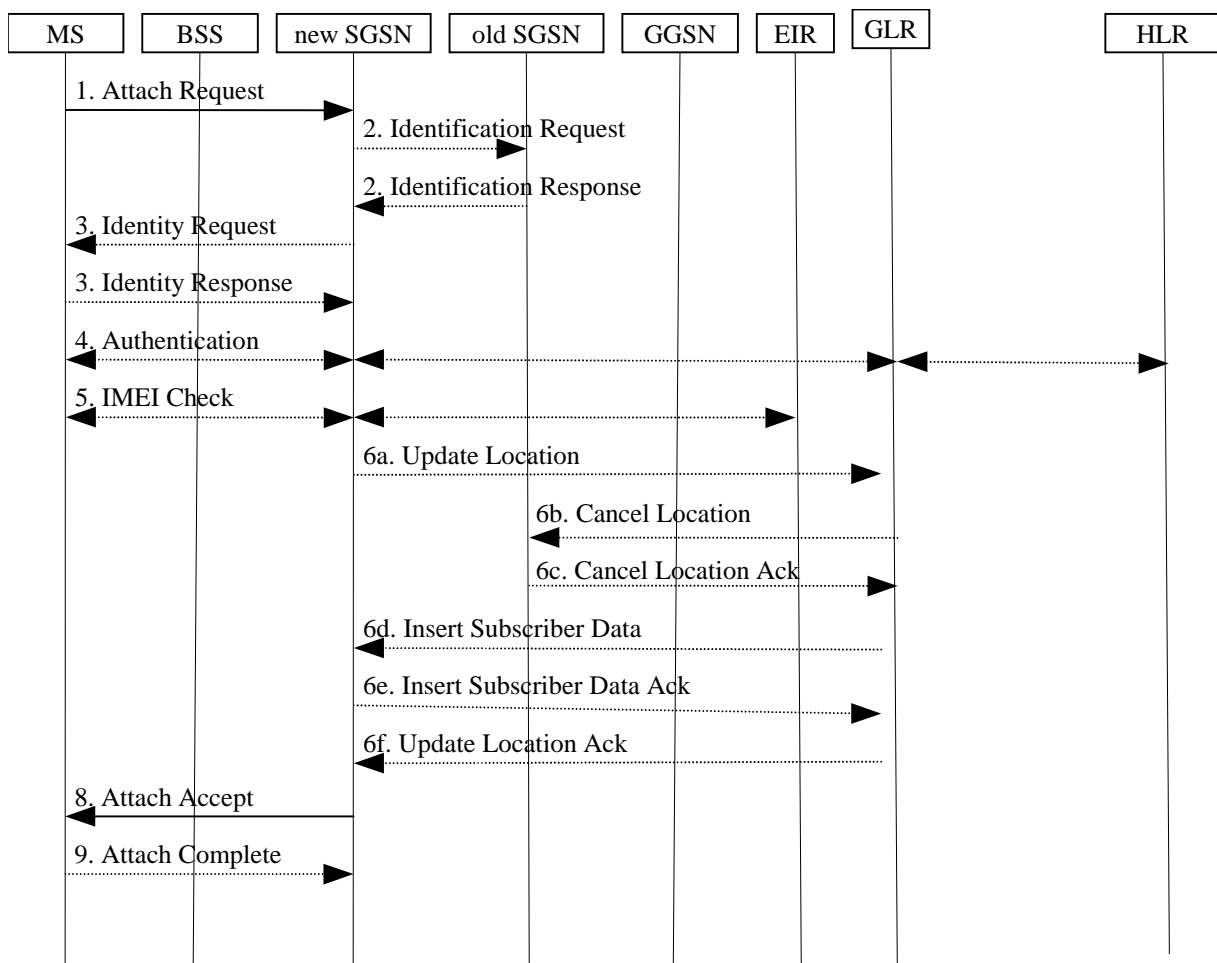 MS
BSS
new SGSN
old SGSN
GGSN
EIR
GLR
HLR
1. Attach Request
2. Identification Request
2. Identification Response
3. Identity Request
3. Identity Response
4. Authentication
5. IMEI Check
6a. Update Location
6b. Cancel Location
6c. Cancel Location Ack
6d. Insert Subscriber Data
6e. Insert Subscriber Data Ack
6f. Update Location Ack
8. Attach Accept
9. Attach Complete